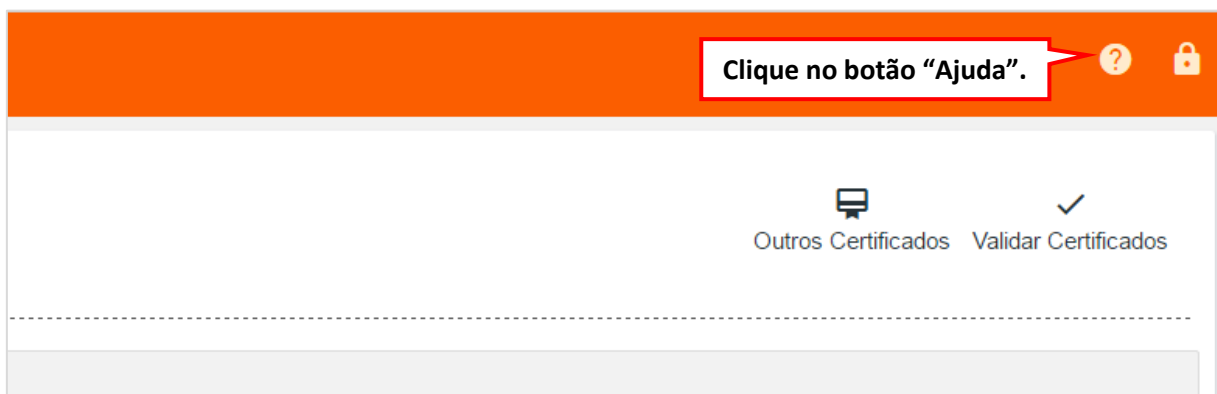 Clique no botão “Ajuda”.
Outros Certificados Validar Certificados